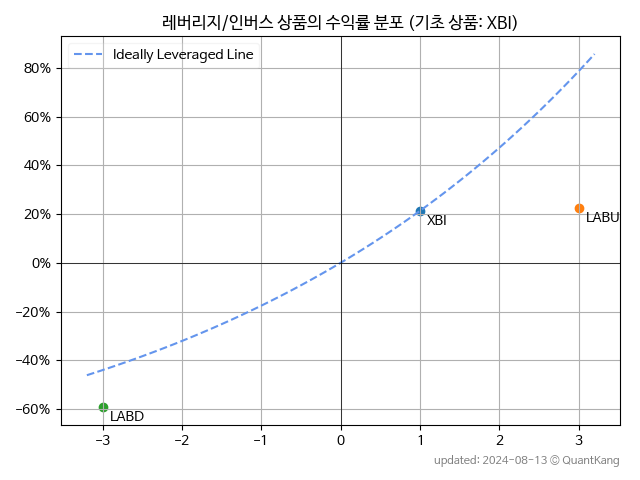 레버리지/인버스 상품의 수익률 분포 (기초 상품: XBI)
Ideally Leveraged Line
80%
60%
40%
20%
0%
−20%
−40%
−60%
XBI
LABU
LABD
−3 −2 −1 0 1 2 3
updated: 2024-08-13 © QuantKang